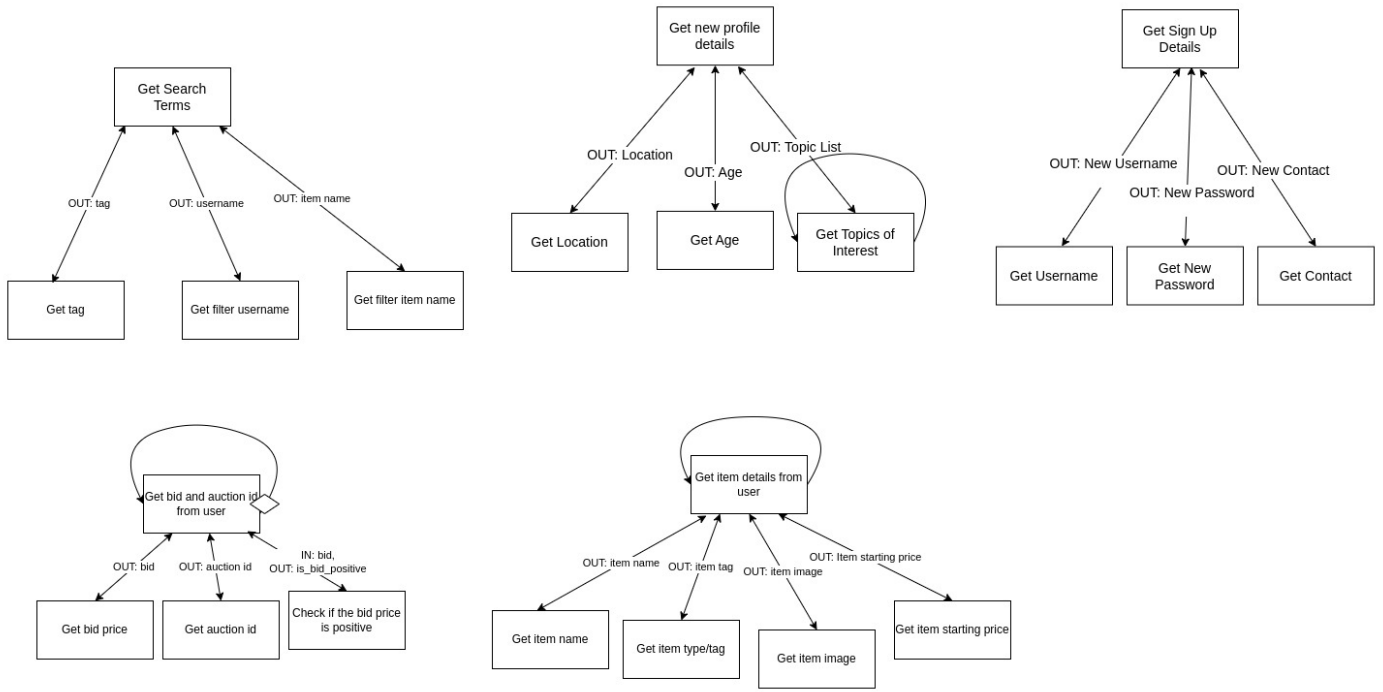 Get Search
Terms
OUT: tag
OUT: username
OUT: item name
Get tag
Get filter username
Get filter item name
Get new profile
details
OUT: Location
OUT: Age
OUT: Topic List
Get Location
Get Age
Get Topics of
Interest
Get Sign Up
Details
OUT: New Username
OUT: New Password
OUT: New Contact
Get Username
Get New
Password
Get Contact
Get bid and auction id
from user
OUT: bid
OUT: auction id
IN: bid,
OUT: is_bid_positive
Get bid price
Get auction id
Check if the bid price
is positive
Get item details from
user
OUT: item name
OUT: item tag
OUT: item image
OUT: Item starting price
Get item name
Get item type/tag
Get item image
Get item starting price